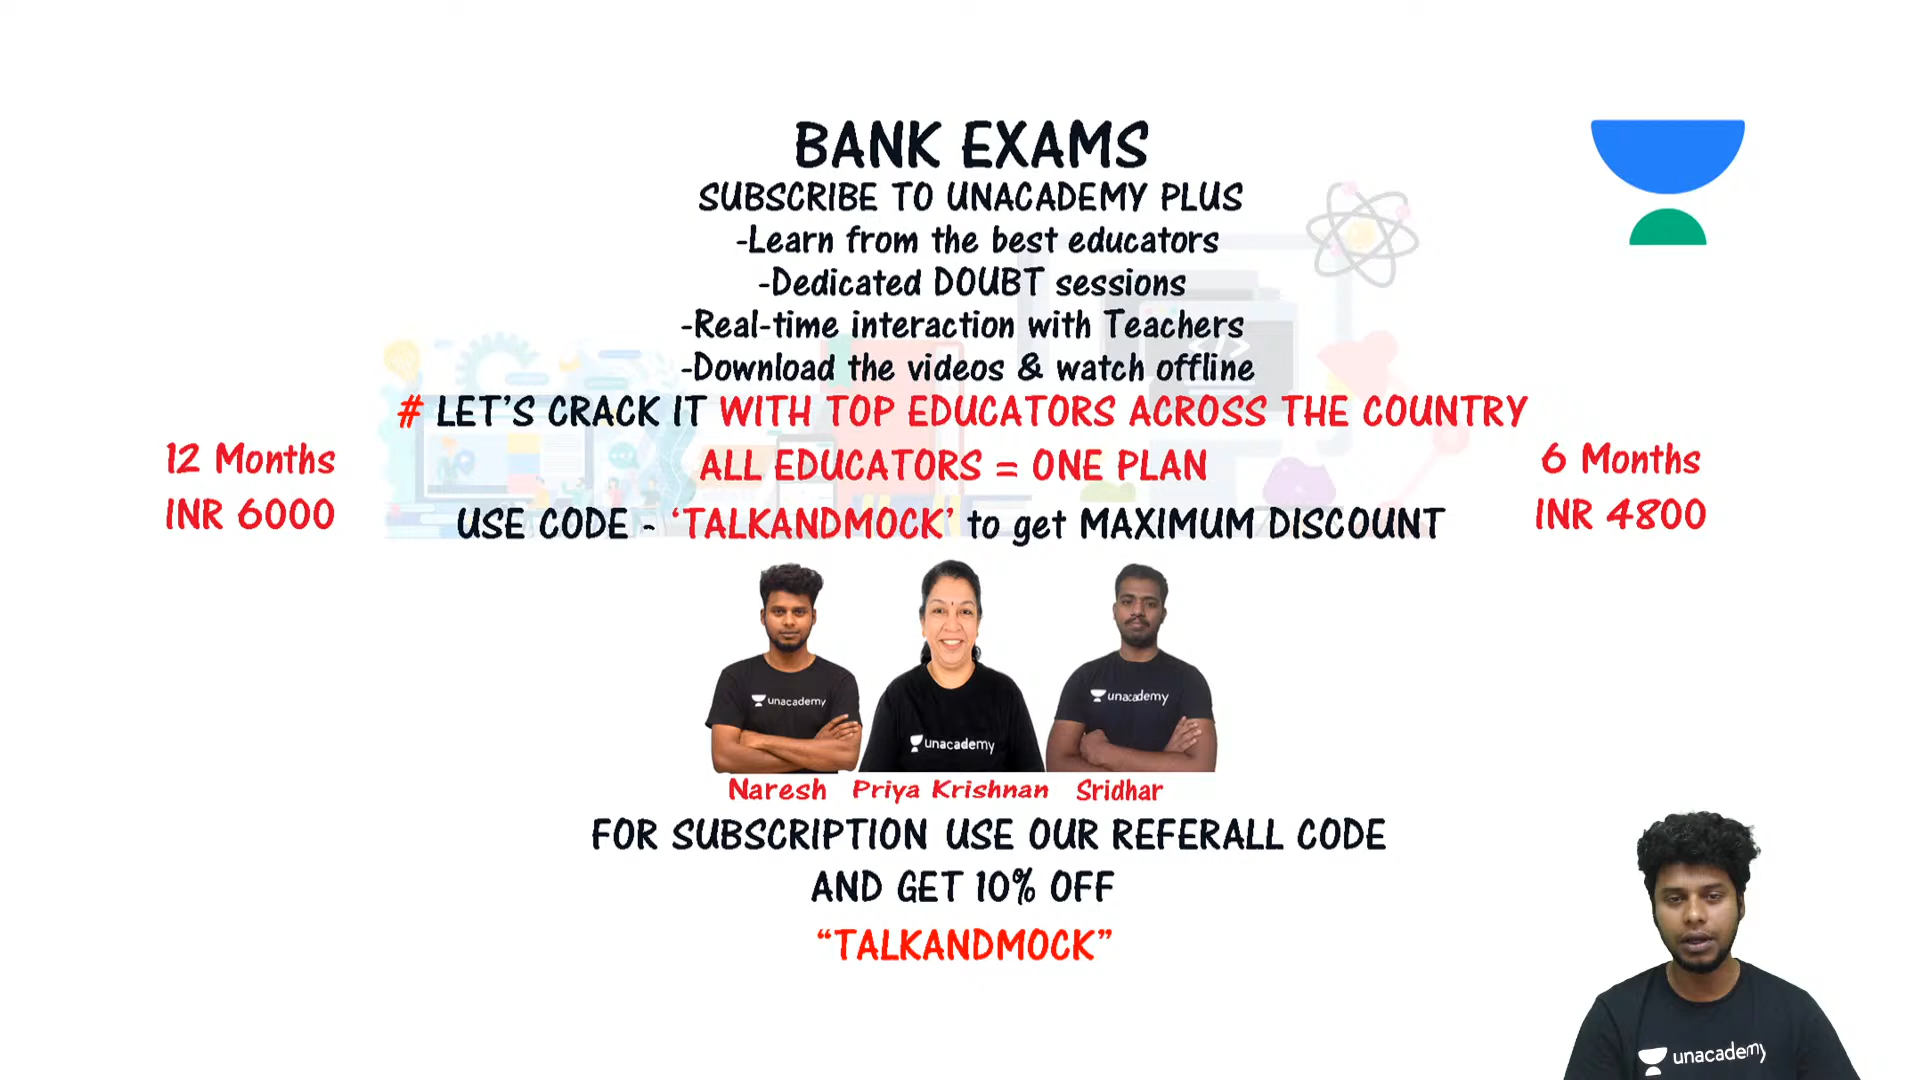 BANK EXAMS
SUBSCRIBE TO UNACADEMY PLUS
-Learn from the best educators
-Dedicated DOUBT sessions
-Real-time interaction with Teachers
-Download the videos & watch offline
# LET'S CRACK IT WITH TOP EDUCATORS ACROSS THE COUNTRY
12 Months
INR 6000
ALL EDUCATORS = ONE PLAN
6 Months
INR 4800
USE CODE - ‘TALKANDMOCK’ to get MAXIMUM DISCOUNT
unacademy
unacademy
unacademy
Naresh
Priya Krishnan
Sridhar
FOR SUBSCRIPTION USE OUR REFERALL CODE
AND GET 10% OFF
“TALKANDMOCK”
unacademy